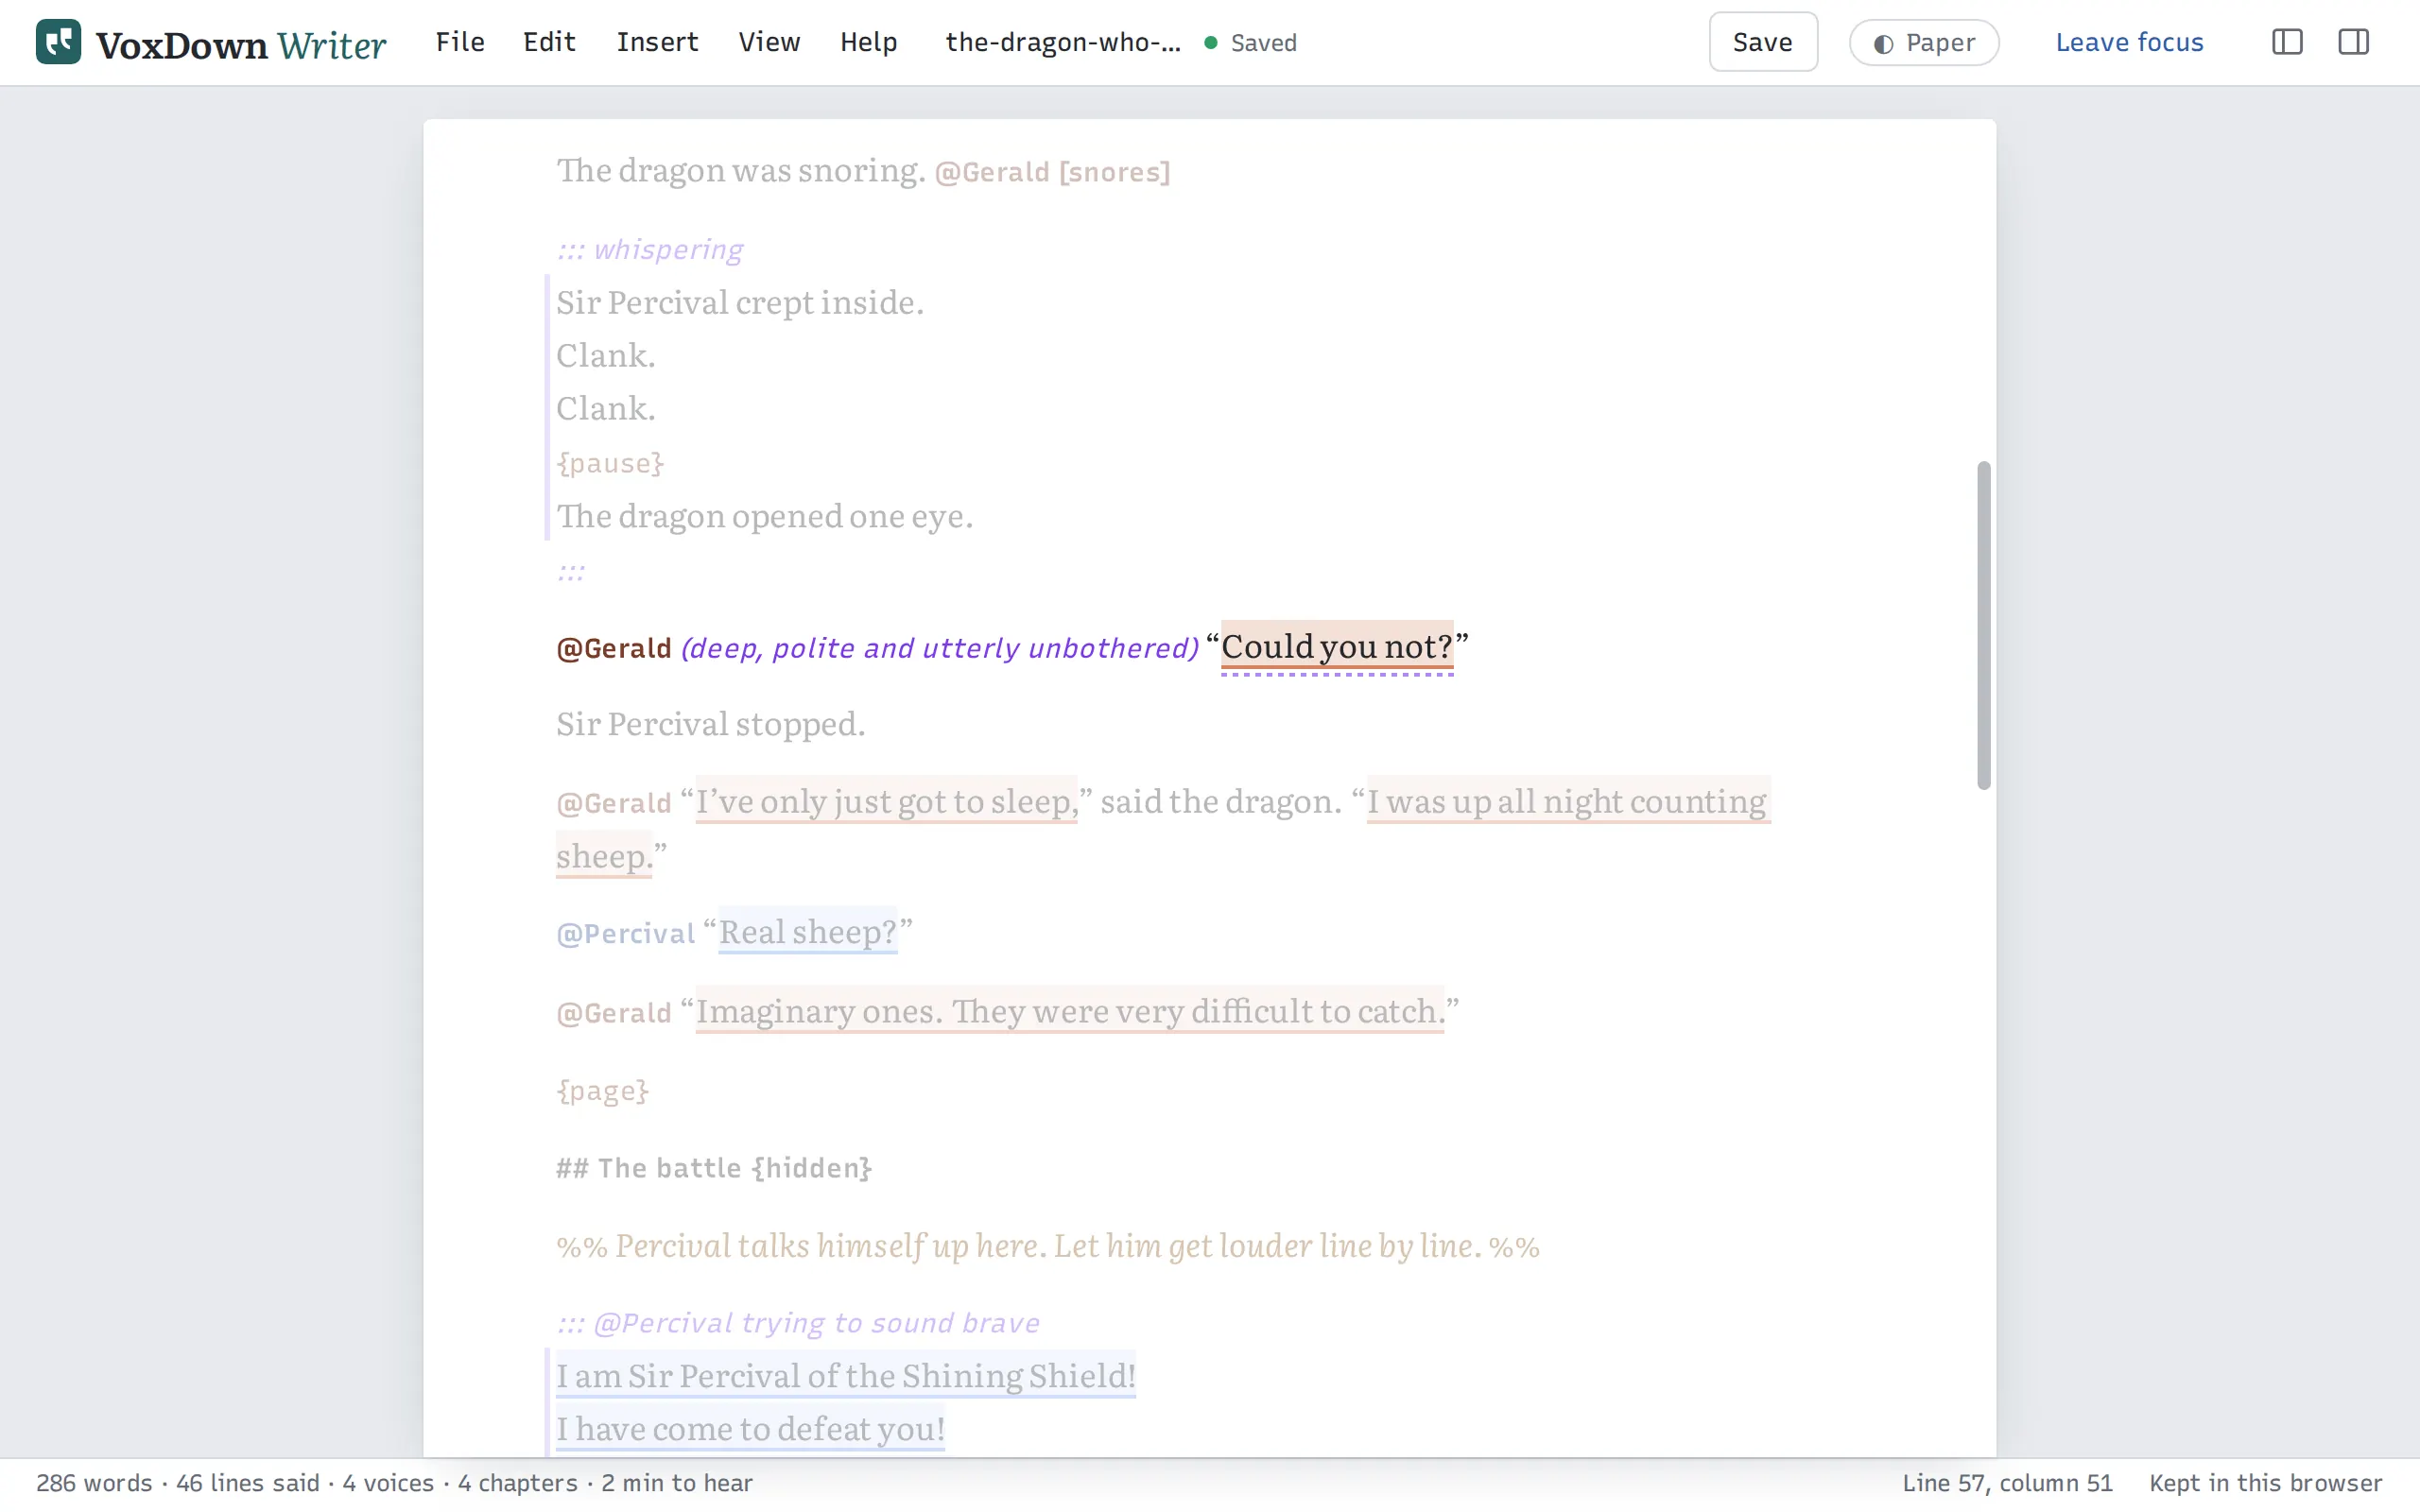 VoxDown Writer File Edit Insert View Help the-dragon-who-... Saved Save Paper Leave focus
The dragon was snoring. @Gerald [snores]
::: whispering
Sir Percival crept inside.
Clank.
Clank.
{pause}
The dragon opened one eye.
:::
@Gerald (deep, polite and utterly unbothered) “Could you not?”
Sir Percival stopped.
@Gerald “I’ve only just got to sleep,” said the dragon. “I was up all night counting
sheep.”
@Percival “Real sheep?”
@Gerald “Imaginary ones. They were very difficult to catch.”
{page}
## The battle {hidden}
%% Percival talks himself up here. Let him get louder line by line. %%
::: @Percival trying to sound brave
I am Sir Percival of the Shining Shield!
I have come to defeat you!
286 words · 46 lines said · 4 voices · 4 chapters · 2 min to hear Line 57, column 51 Kept in this browser